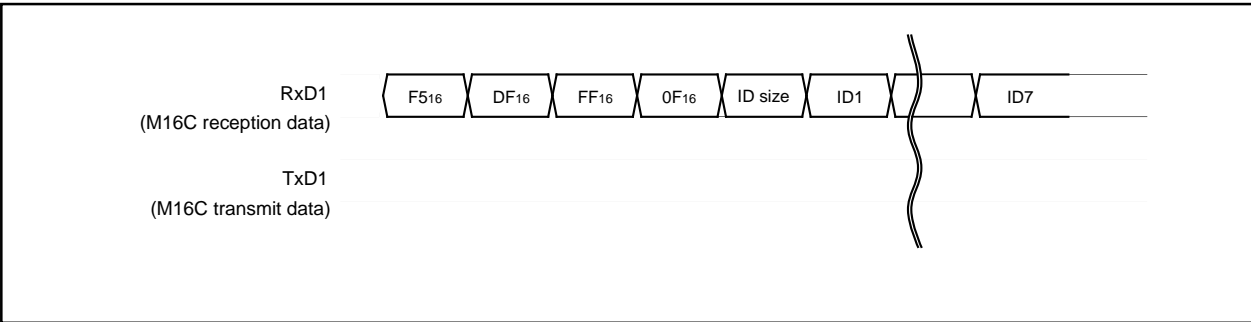 RxD1 F516 DF16 FF16 0F16 ID size ID1 ID7
(M16C reception data)
TxD1
(M16C transmit data)